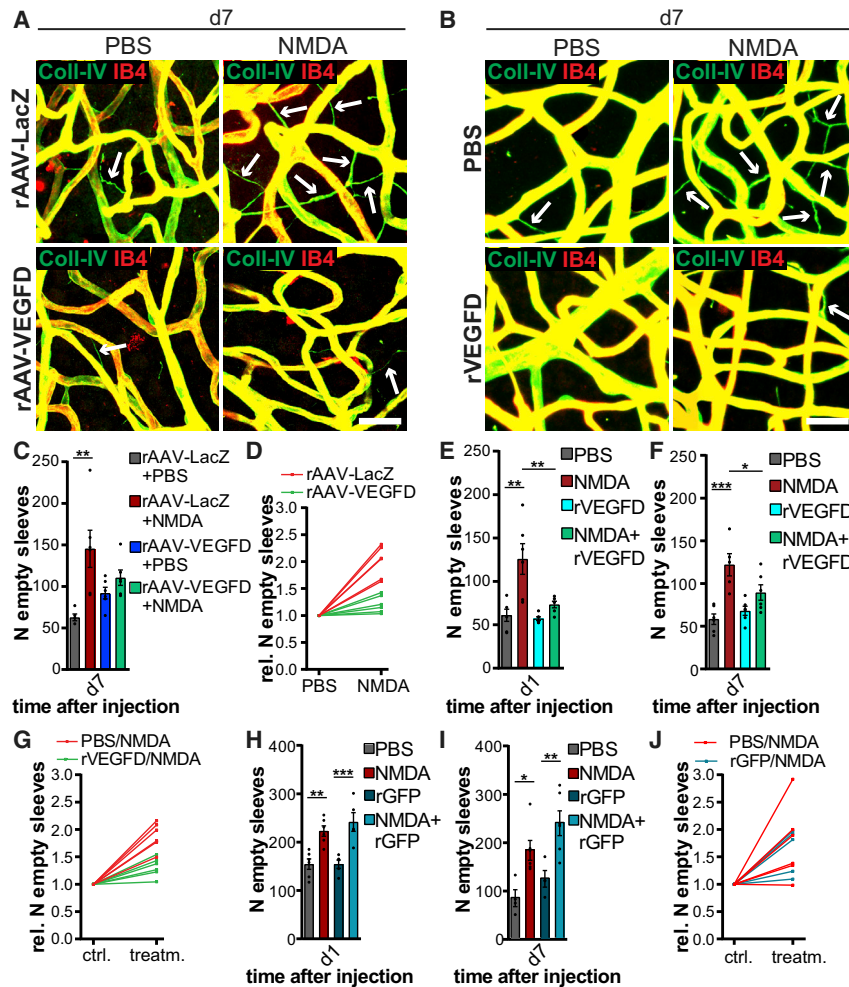 A
d7
PBS
NMDA
rAAV-LacZ
Coll-IV IB4
Coll-IV IB4
rAAV-VEGFD
Coll-IV IB4
Coll-IV IB4
B
d7
PBS
NMDA
PBS
Coll-IV IB4
Coll-IV IB4
rVEGFD
Coll-IV IB4
Coll-IV IB4
C
N empty sleeves
250
200
150
100
50
0
**
rAAV-LacZ
+PBS
rAAV-LacZ
+NMDA
rAAV-VEGFD
+PBS
rAAV-VEGFD
+NMDA
d7
time after injection
D
rAAV-LacZ
rAAV-VEGFD
rel. N empty sleeves
3.0
2.5
2.0
1.5
1.0
0.5
0.0
PBS
NMDA
E
N empty sleeves
250
200
150
100
50
0
**
**
PBS
NMDA
rVEGFD
NMDA+
rVEGFD
d1
time after injection
F
N empty sleeves
250
200
150
100
50
0
***
*
PBS
NMDA
rVEGFD
NMDA+
rVEGFD
d7
time after injection
G
PBS/NMDA
rVEGFD/NMDA
rel. N empty sleeves
3.0
2.5
2.0
1.5
1.0
0.5
0.0
ctrl.
treatm.
H
N empty sleeves
400
300
200
100
0
**
***
PBS
NMDA
rGFP
NMDA+
rGFP
d1
time after injection
I
N empty sleeves
400
300
200
100
0
*
**
PBS
NMDA
rGFP
NMDA+
rGFP
d7
time after injection
J
PBS/NMDA
rGFP/NMDA
rel. N empty sleeves
3.0
2.5
2.0
1.5
1.0
0.5
0.0
ctrl.
treatm.